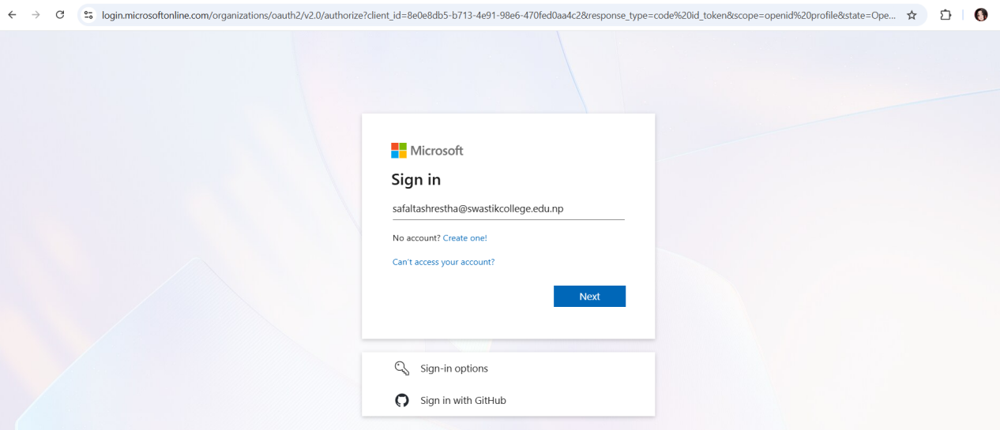 login.microsoftonline.com/organizations/oauth2/v2.0/authorize?client_id=8e0e8db5-b713-4e91-98e6-470fed0aa4c2&response_type=code%20id_token&scope=openid%20profile&state=Ope...
Microsoft
Sign in
safaltashrestha@swastikcollege.edu.np
No account? Create one!
Can't access your account?
Next
Sign-in options
Sign in with GitHub